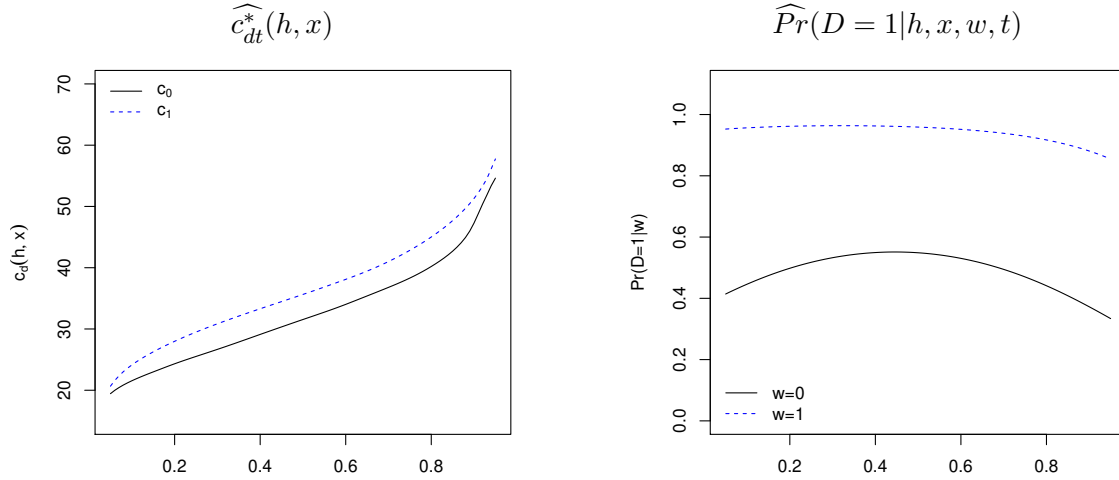 $\widehat{c^*_{dt}}(h, x)$
70
60
50
40
30
20
c_d(h, x)
c_0
c_1
0.2 0.4 0.6 0.8
$\widehat{Pr}(D = 1|h, x, w, t)$
1.0
0.8
0.6
0.4
0.2
0.0
Pr(D=1|w)
w=0
w=1
0.2 0.4 0.6 0.8